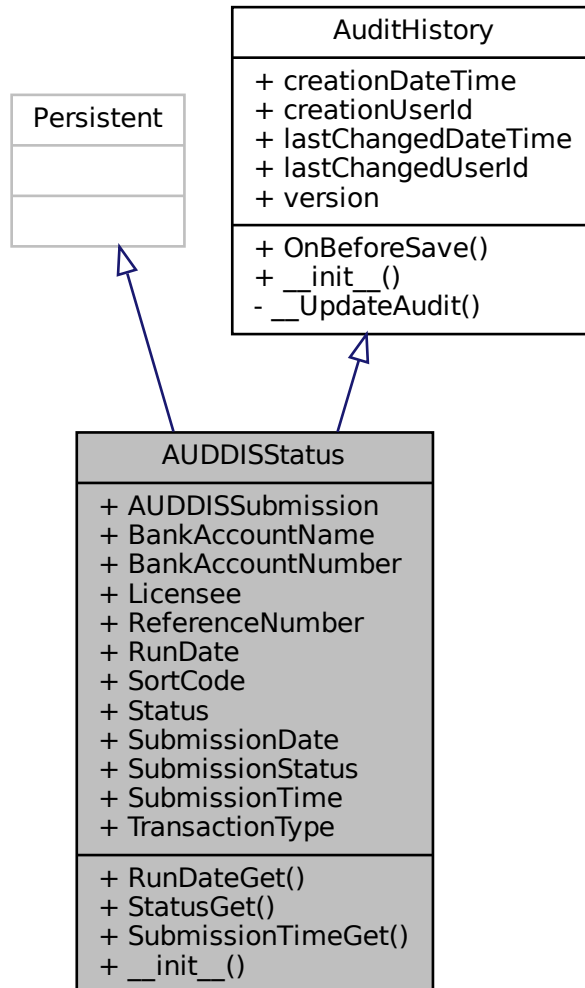 Persistent
AuditHistory
+ creationDateTime
+ creationUserId
+ lastChangedDateTime
+ lastChangedUserId
+ version
+ OnBeforeSave()
+ __init__()
- __UpdateAudit()
AUDDISStatus
+ AUDDISSubmission
+ BankAccountName
+ BankAccountNumber
+ Licensee
+ ReferenceNumber
+ RunDate
+ SortCode
+ Status
+ SubmissionDate
+ SubmissionStatus
+ SubmissionTime
+ TransactionType
+ RunDateGet()
+ StatusGet()
+ SubmissionTimeGet()
+ __init__()